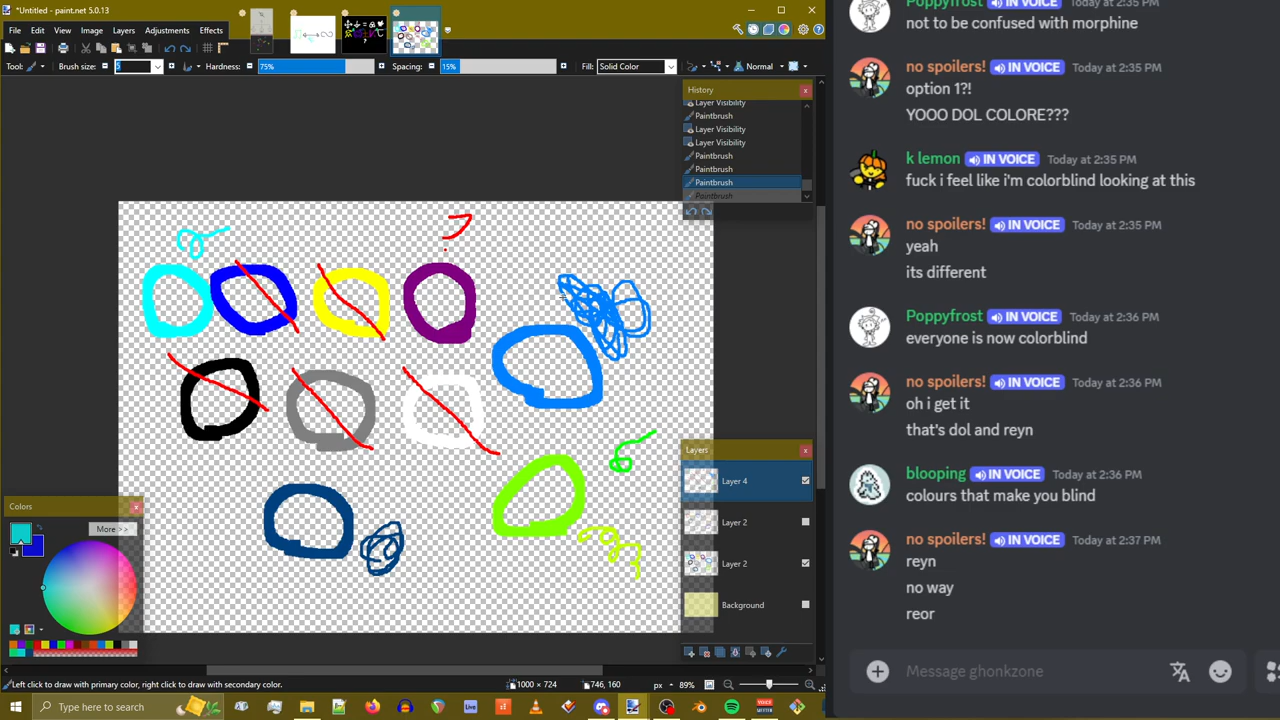 *Untitled - paint.net 5.0.13
File Edit View Image Layers Adjustments Effects
Tool: Brush size: 5 Hardness: 75% Spacing: 15% Fill: Solid Color Normal
History
Layer Visibility
Paintbrush
Layer Visibility
Layer Visibility
Paintbrush
Paintbrush
Paintbrush
Paintbrush
Layers
Layer 4
Layer 2
Layer 2
Background
Colors
More >>
Left click to draw with primary color, right click to draw with secondary color.
1000 × 724
746, 160
px
89%
Type here to search
Live
Poppyfrost
not to be confused with morphine
no spoilers! IN VOICE Today at 2:35 PM
option 1?!
YOOO DOL COLORE???
k lemon IN VOICE Today at 2:35 PM
fuck i feel like i'm colorblind looking at this
no spoilers! IN VOICE Today at 2:35 PM
yeah
its different
Poppyfrost IN VOICE Today at 2:36 PM
everyone is now colorblind
no spoilers! IN VOICE Today at 2:36 PM
oh i get it
that's dol and reyn
blooping IN VOICE Today at 2:36 PM
colours that make you blind
no spoilers! IN VOICE Today at 2:37 PM
reyn
no way
reor
Message ghonkzone